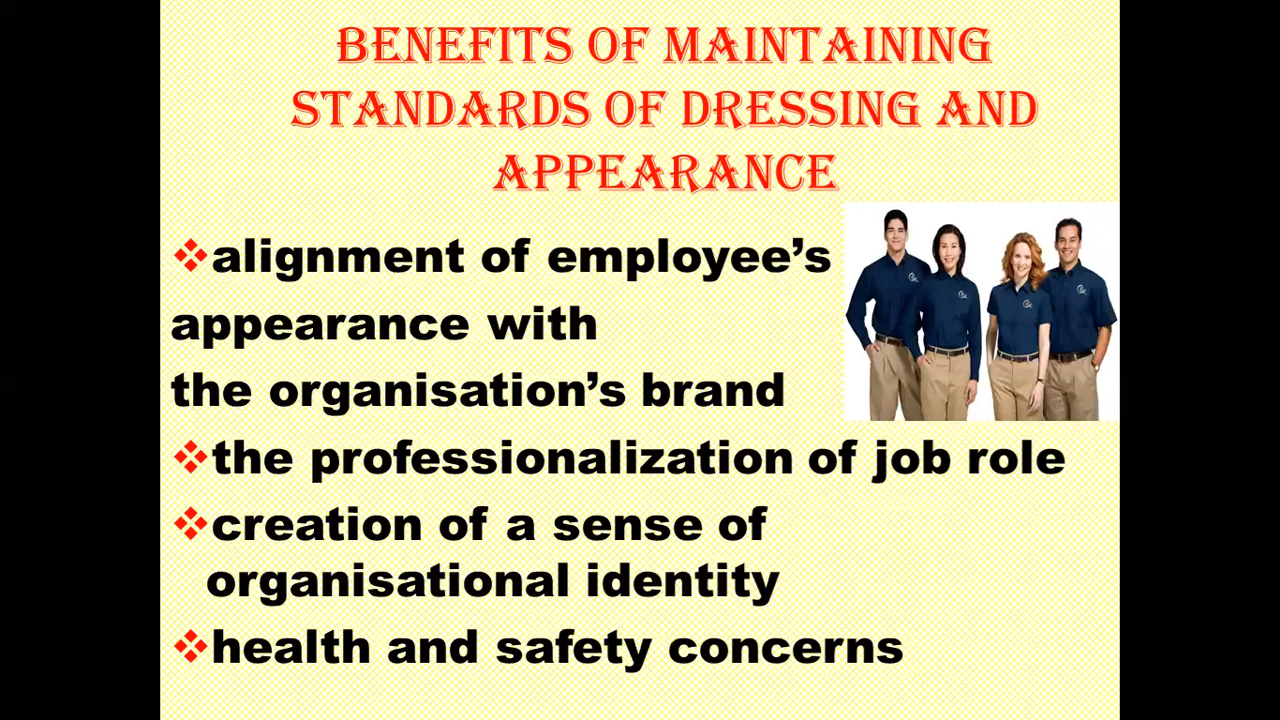 BENEFITS OF MAINTAINING
STANDARDS OF DRESSING AND
APPEARANCE
❖alignment of employee’s
appearance with
the organisation’s brand
❖the professionalization of job role
❖creation of a sense of
organisational identity
❖health and safety concerns